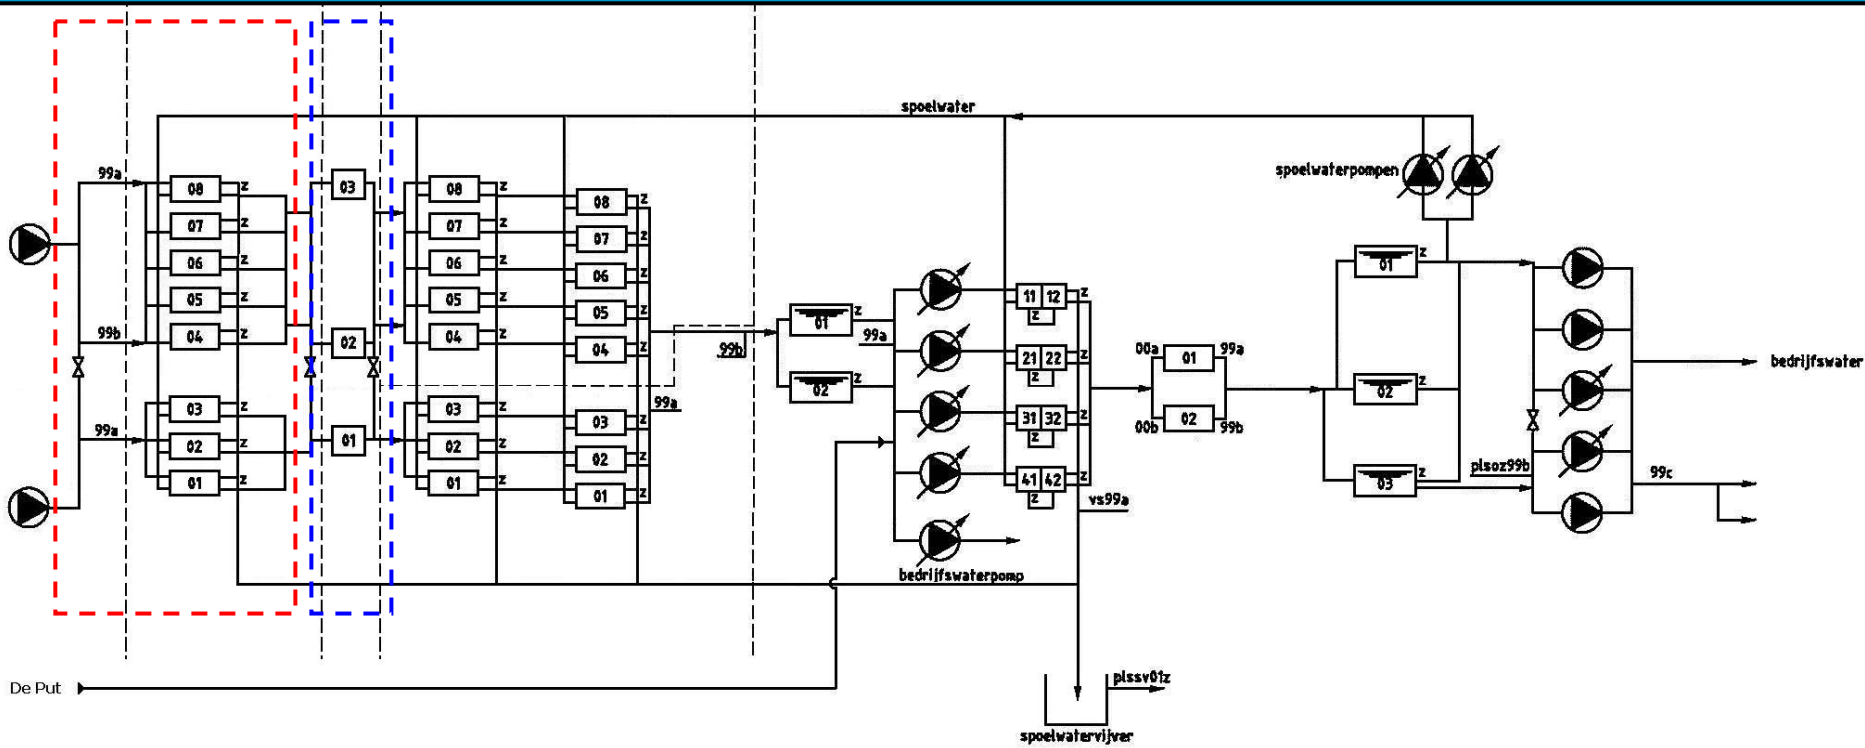 spoelwater
spoelwaterpompen
99a
08 z
07 z
06 z
05 z
99b
04 z
99a
03 z
02 z
01 z
03
02
01
08 z
07 z
06 z
05 z
04 z
03 z
02 z
01 z
08 z
07 z
06 z
05 z
04 z
03 z
02 z
01 z
99a
99b
01 z
02 z
99a
bedrijfswaterpomp
11 12 z
z
21 22 z
z
31 32 z
z
41 42 z
z
vs99a
00a 01 99a
00b 02 99b
01 z
02 z
03 z
plsoz99b
bedrijfswater
99c
De Put
plssv01z
spoelwatervijver